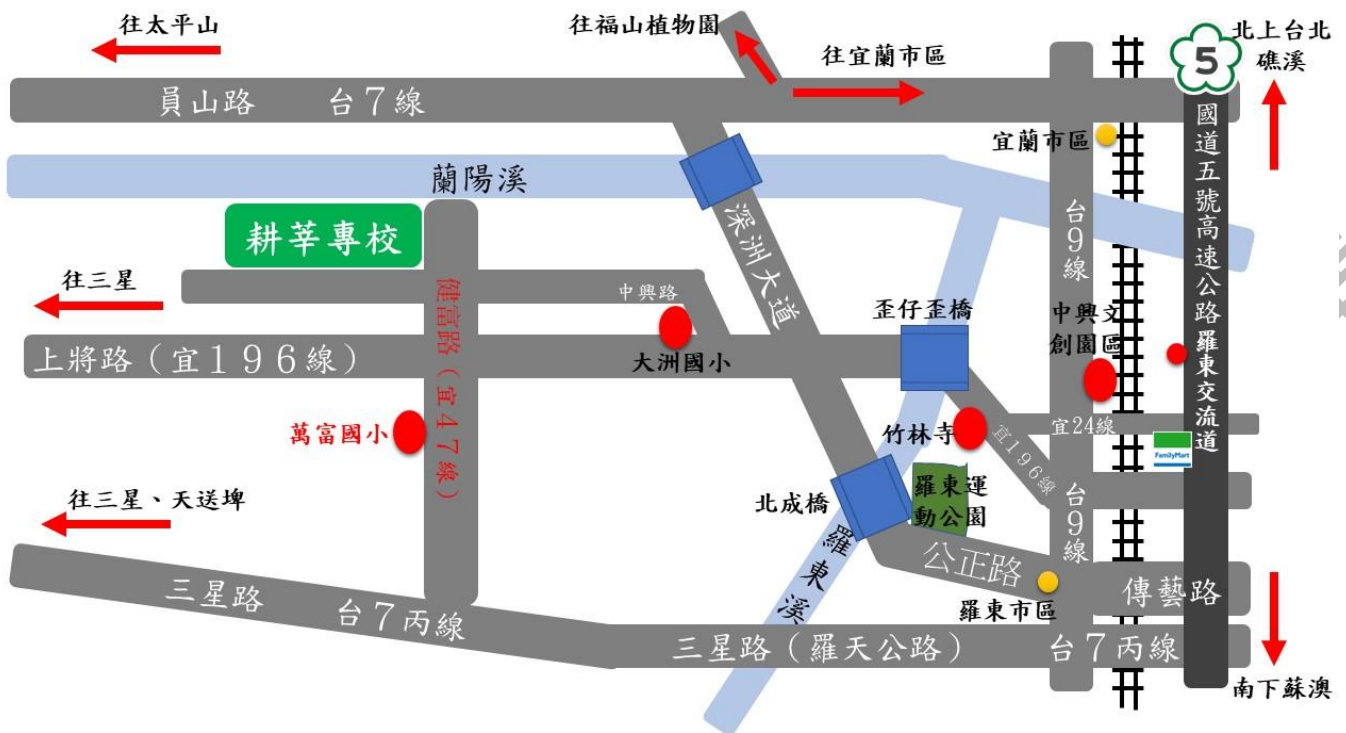 往太平山
往福山植物園
往宜蘭市區
北上台北
礁溪
5
員山路 台7線
宜蘭市區
蘭陽溪
耕莘專校
深洲大道
台9線
國道五號高速公路羅東交流道
往三星
中興路
歪仔歪橋
中興文
創園區
健富路(宜47線)
上將路(宜196線)
大洲國小
萬富國小
竹林寺
宜24線
宜196線
FamilyMart
往三星、天送埤
北成橋
羅東運
動公園
台9線
羅東溪
公正路
三星路 台7丙線
羅東市區
傳藝路
三星路(羅天公路) 台7丙線
南下蘇澳